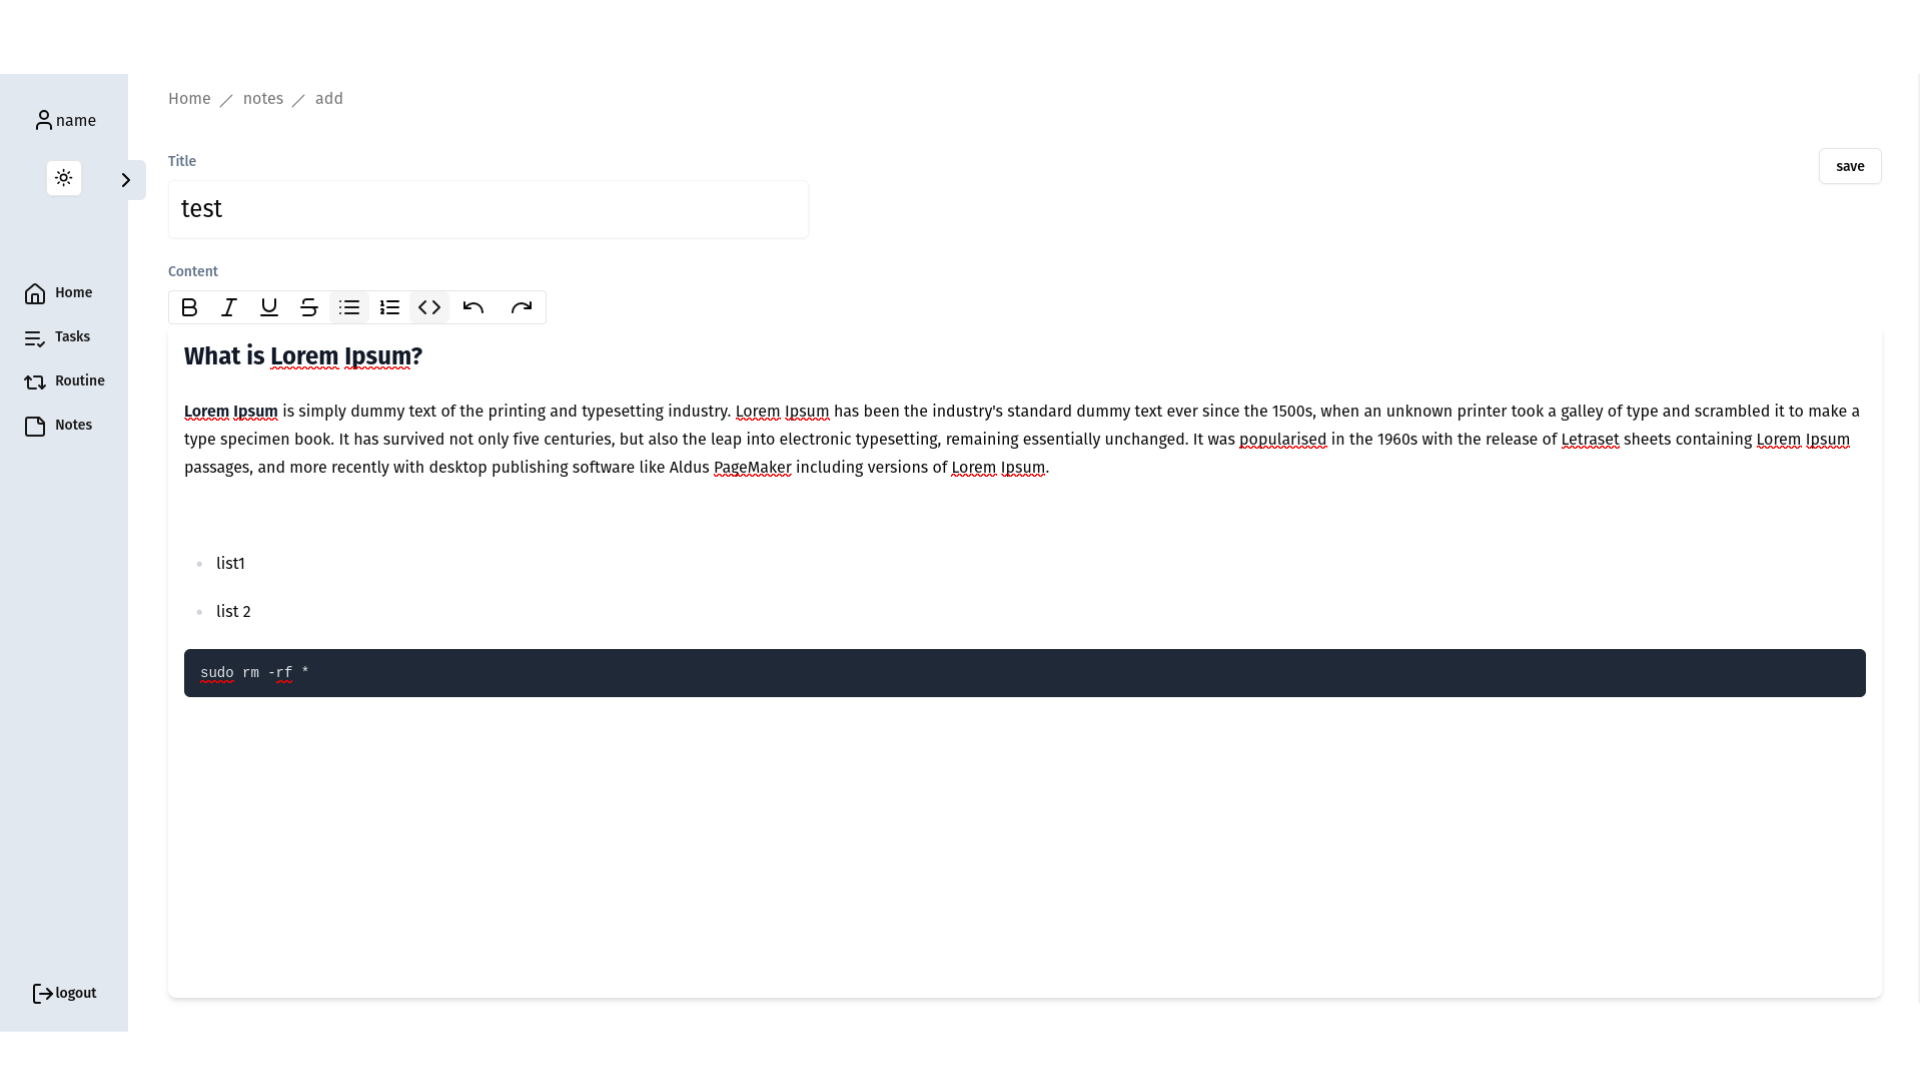 name
Home
Tasks
Routine
Notes
logout
Home / notes / add
Title
save
test
Content
What is Lorem Ipsum?
Lorem Ipsum is simply dummy text of the printing and typesetting industry. Lorem Ipsum has been the industry's standard dummy text ever since the 1500s, when an unknown printer took a galley of type and scrambled it to make a
type specimen book. It has survived not only five centuries, but also the leap into electronic typesetting, remaining essentially unchanged. It was popularised in the 1960s with the release of Letraset sheets containing Lorem Ipsum
passages, and more recently with desktop publishing software like Aldus PageMaker including versions of Lorem Ipsum.
list1
list 2
sudo rm -rf *